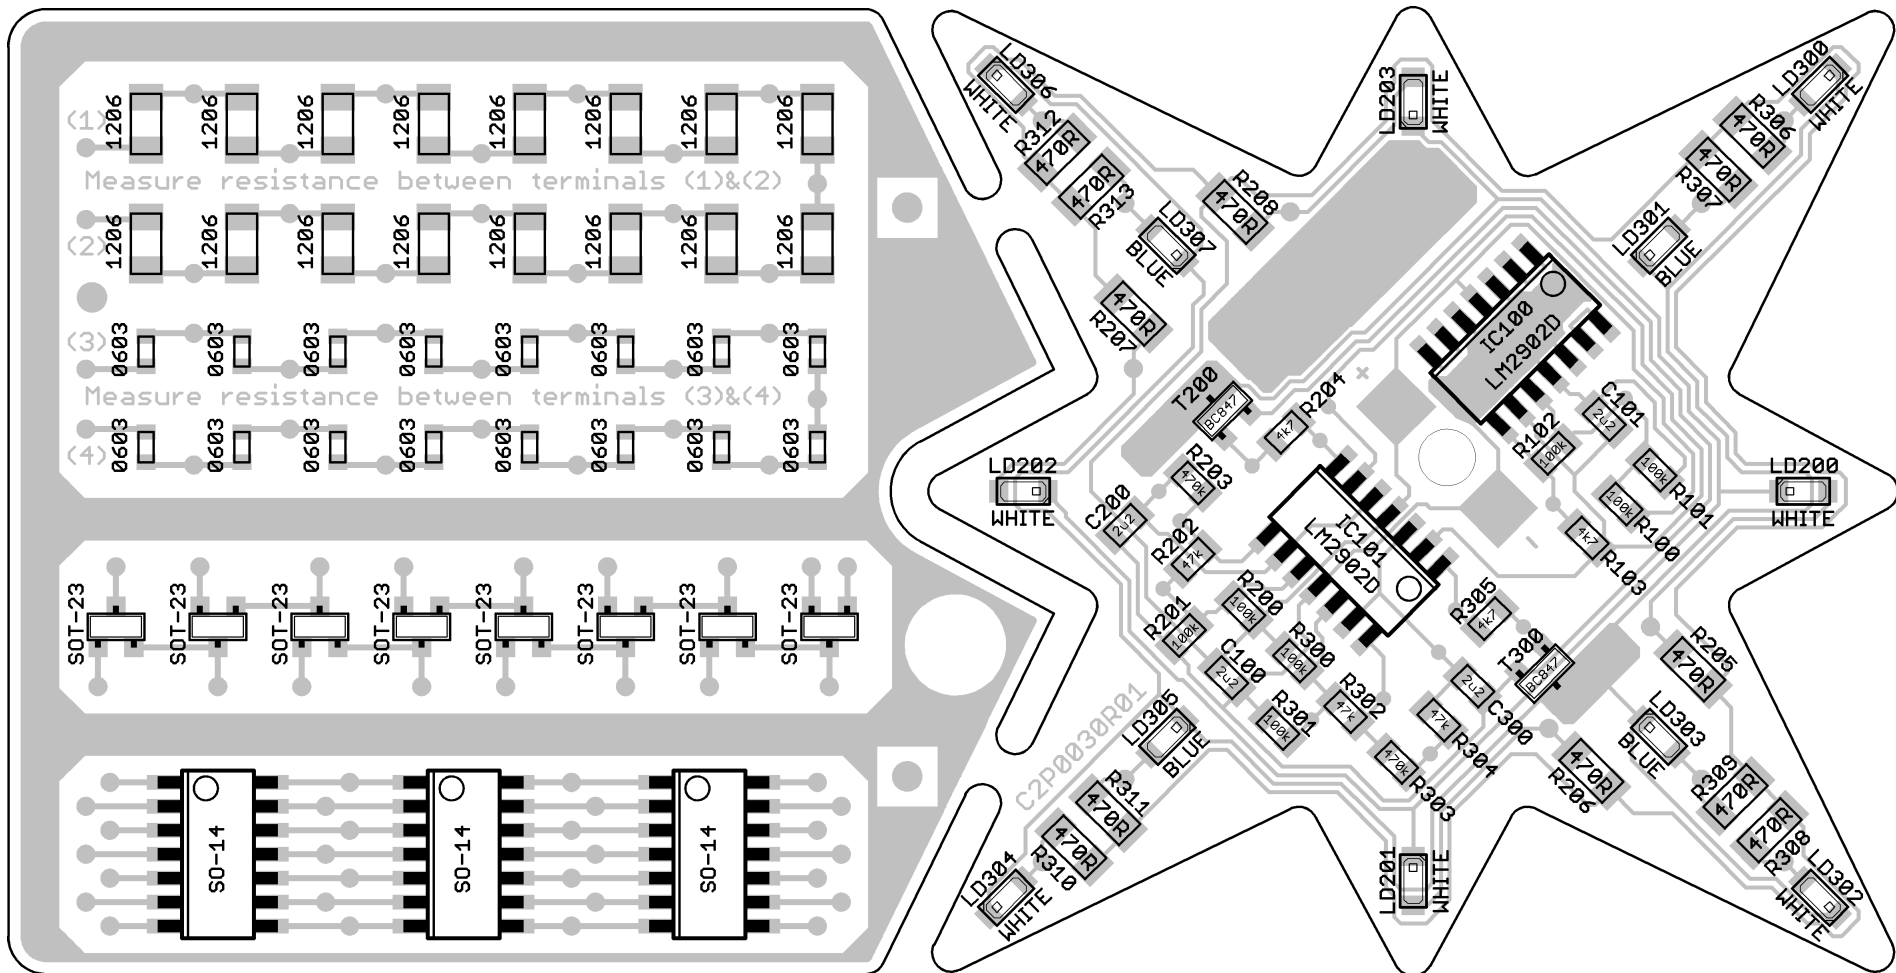 (1)
1206 1206 1206 1206 1206 1206 1206 1206
Measure resistance between terminals (1)&(2)
(2)
1206 1206 1206 1206 1206 1206 1206 1206
(3)
0603 0603 0603 0603 0603 0603 0603 0603
Measure resistance between terminals (3)&(4)
(4)
0603 0603 0603 0603 0603 0603 0603 0603
SOT-23 SOT-23 SOT-23 SOT-23 SOT-23 SOT-23 SOT-23 SOT-23
SO-14 SO-14 SO-14
LD306
WHITE
R312
470R
470R
R313
LD307
BLUE
R208
470R
470R
R207
LD203
WHITE
LD300
WHITE
R306
470R
470R
R307
LD301
BLUE
IC100
LM2902D
T200
BC847
R204
4k7
R203
470k
C200
2u2
R202
47k
R201
100k
R200
100k
C100
2u2
R300
100k
R301
100k
R302
47k
IC101
LM2902D
R102
100k
C101
2u2
100k
R101
100k
R100
4k7
R103
LD202
WHITE
LD200
WHITE
R305
4k7
T300
BC847
2u2
C300
47k
R304
470k
R303
R205
470R
LD303
BLUE
470R
R206
R309
470R
470R
R308
LD302
WHITE
LD201
WHITE
LD305
BLUE
C2P0030R01
R311
470R
470R
R310
LD304
WHITE